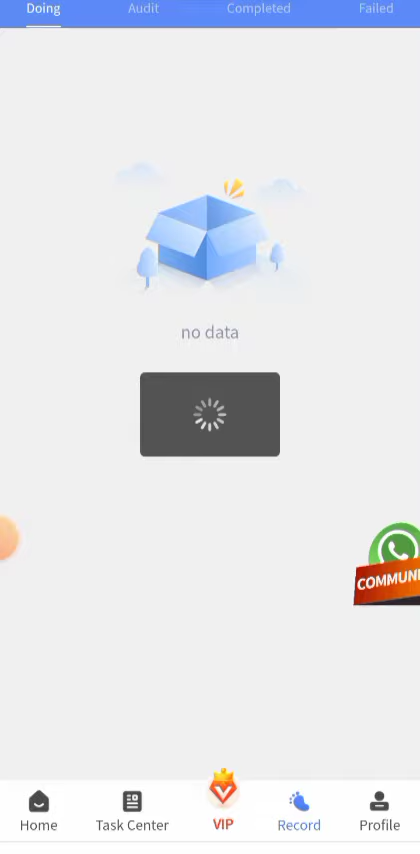 Doing Audit Completed Failed
no data
COMMUNI
Home Task Center VIP Record Profile